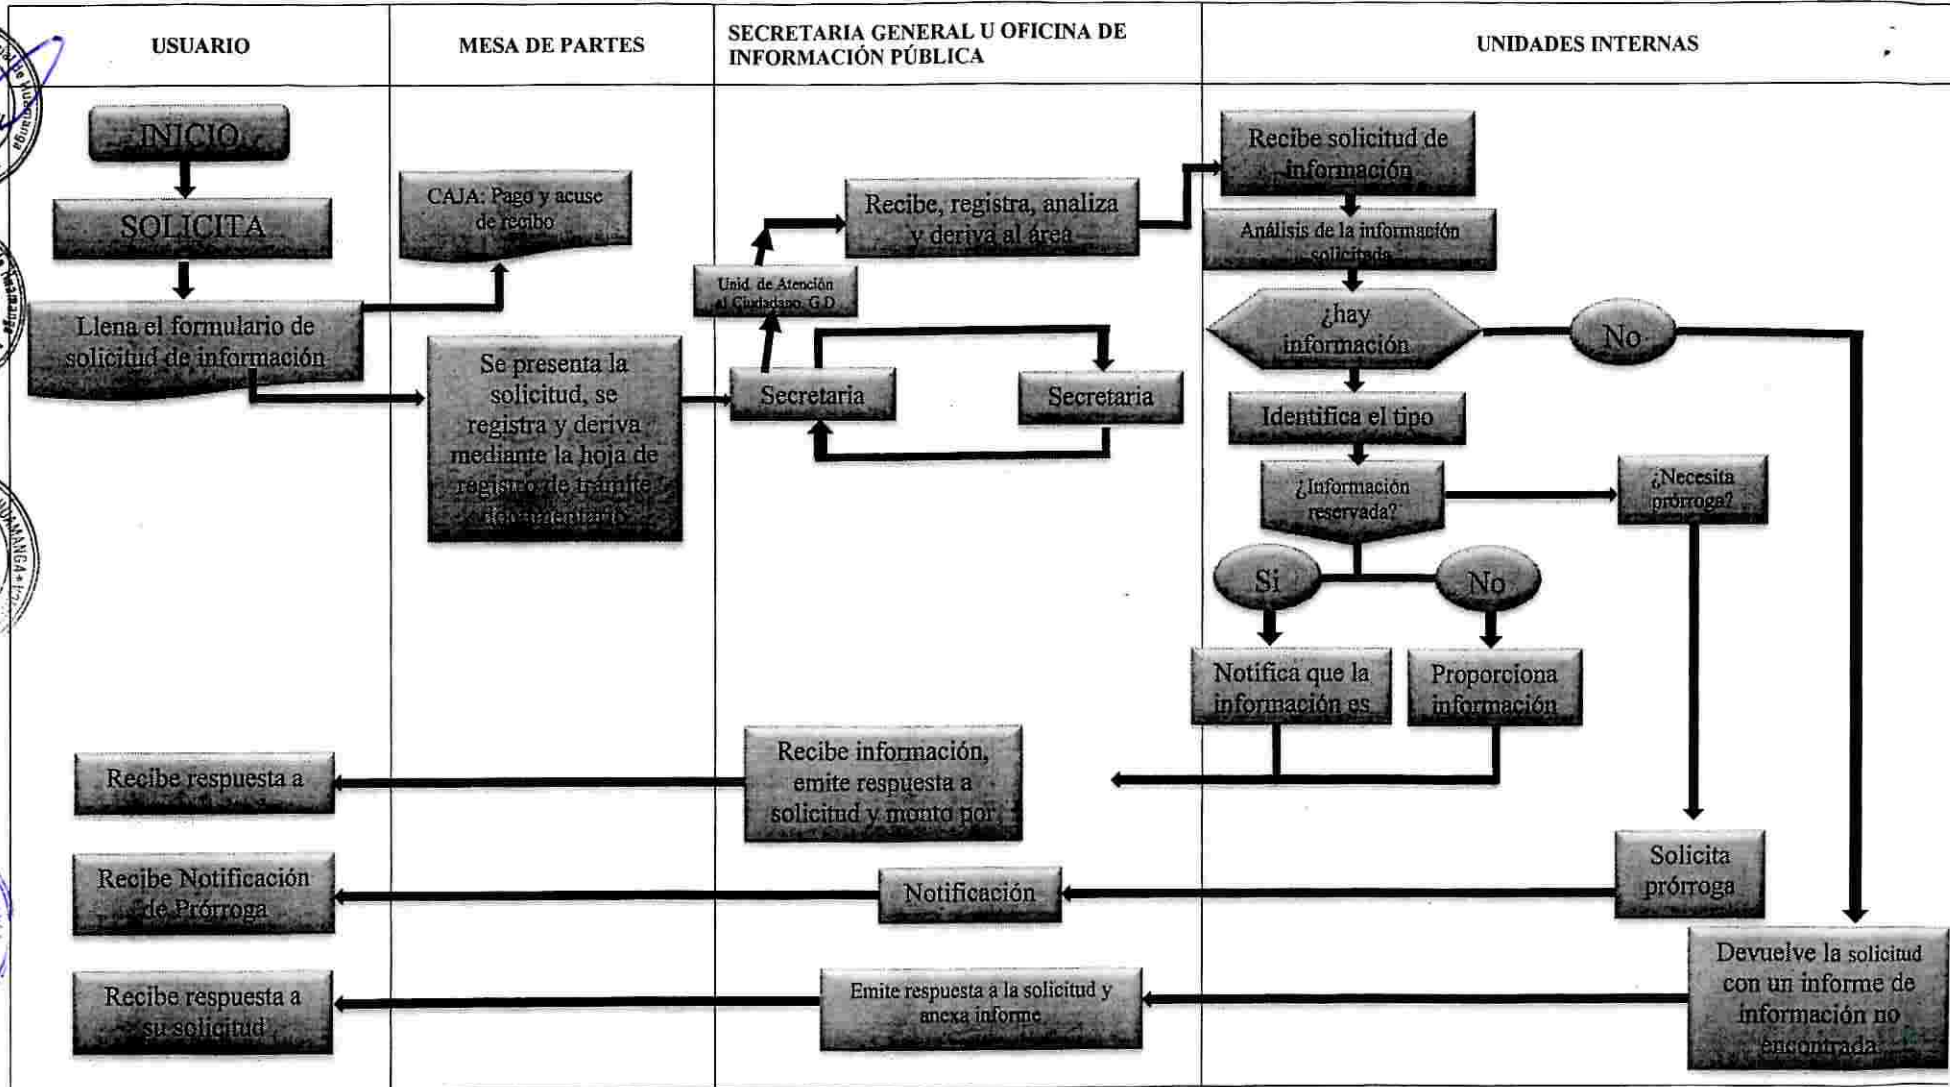 USUARIO
MESA DE PARTES
SECRETARIA GENERAL U OFICINA DE
INFORMACIÓN PÚBLICA
UNIDADES INTERNAS
INICIO
SOLICITA
Llena el formulario de
solicitud de información
CAJA: Pago y acuse
de recibo
Se presenta la
solicitud, se
registra y deriva
mediante la hoja de
registro de trámite
documentario
Unid. de Atención
al Ciudadano. G.D
Secretaria
Secretaria
Recibe, registra, analiza
y deriva al área
Recibe solicitud de
información
Análisis de la información
solicitada
¿hay
información
No
Identifica el tipo
¿Información
reservada?
¿Necesita
prórroga?
Si
No
Notifica que la
información es
Proporciona
información
Recibe información,
emite respuesta a
solicitud y monto por
Recibe respuesta a
Solicita
prórroga
Notificación
Recibe Notificación
de Prórroga
Devuelve la solicitud
con un informe de
información no
encontrada
Emite respuesta a la solicitud y
anexa informe
Recibe respuesta a
su solicitud
de Huamanga
HUAMANGA